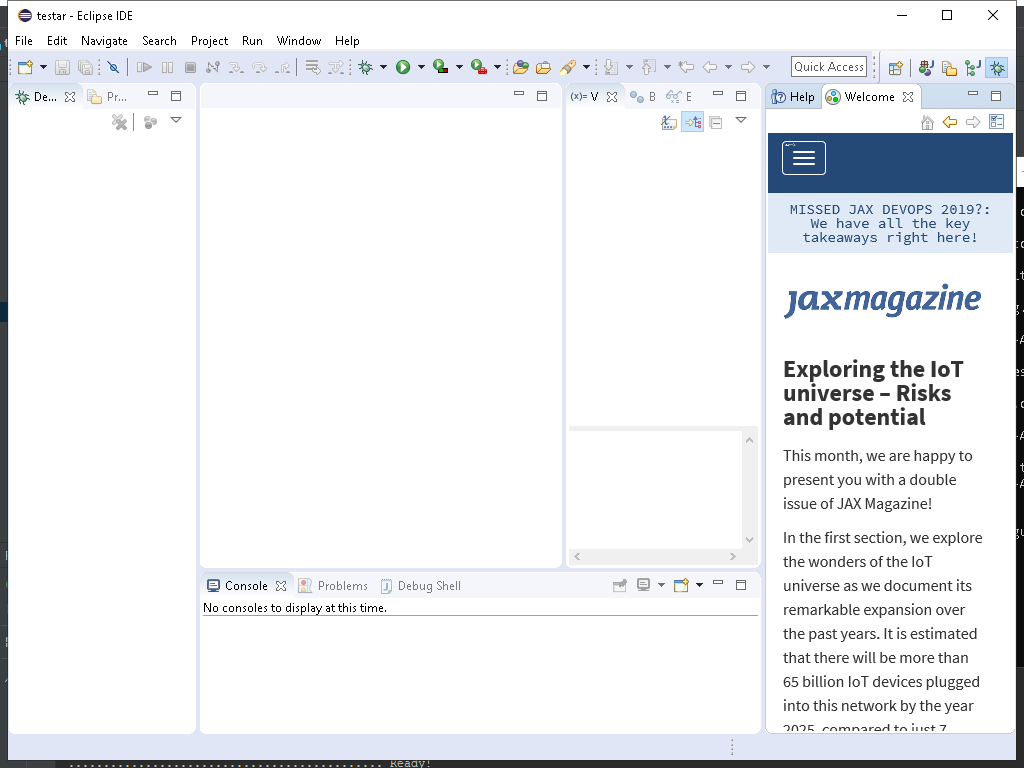 testar - Eclipse IDE
File Edit Navigate Search Project Run Window Help
Quick Access
De... Pr... (x)= V B E Help Welcome
MISSED JAX DEVOPS 2019?:
We have all the key
takeaways right here!
jaxmagazine
Exploring the IoT
universe – Risks
and potential
This month, we are happy to
present you with a double
issue of JAX Magazine!
In the first section, we explore
the wonders of the IoT
universe as we document its
remarkable expansion over
the past years. It is estimated
that there will be more than
65 billion IoT devices plugged
into this network by the year
2025, compared to just 7
Console Problems Debug Shell
No consoles to display at this time.
Ready!